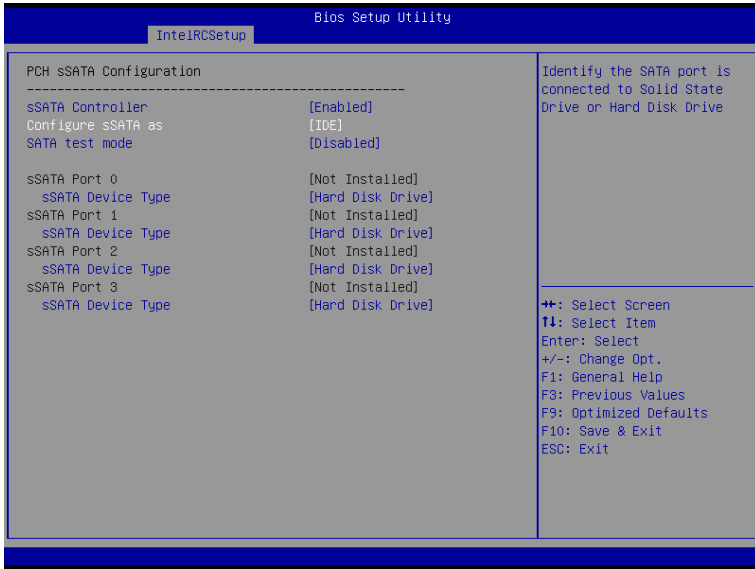 Bios Setup Utility
IntelRCSetup
PCH sSATA Configuration
--------------------------------------------------
sSATA Controller [Enabled]
Configure sSATA as [IDE]
SATA test mode [Disabled]
sSATA Port 0 [Not Installed]
sSATA Device Type [Hard Disk Drive]
sSATA Port 1 [Not Installed]
sSATA Device Type [Hard Disk Drive]
sSATA Port 2 [Not Installed]
sSATA Device Type [Hard Disk Drive]
sSATA Port 3 [Not Installed]
sSATA Device Type [Hard Disk Drive]
Identify the SATA port is
connected to Solid State
Drive or Hard Disk Drive
→←: Select Screen
↑↓: Select Item
Enter: Select
+/-: Change Opt.
F1: General Help
F3: Previous Values
F9: Optimized Defaults
F10: Save & Exit
ESC: Exit